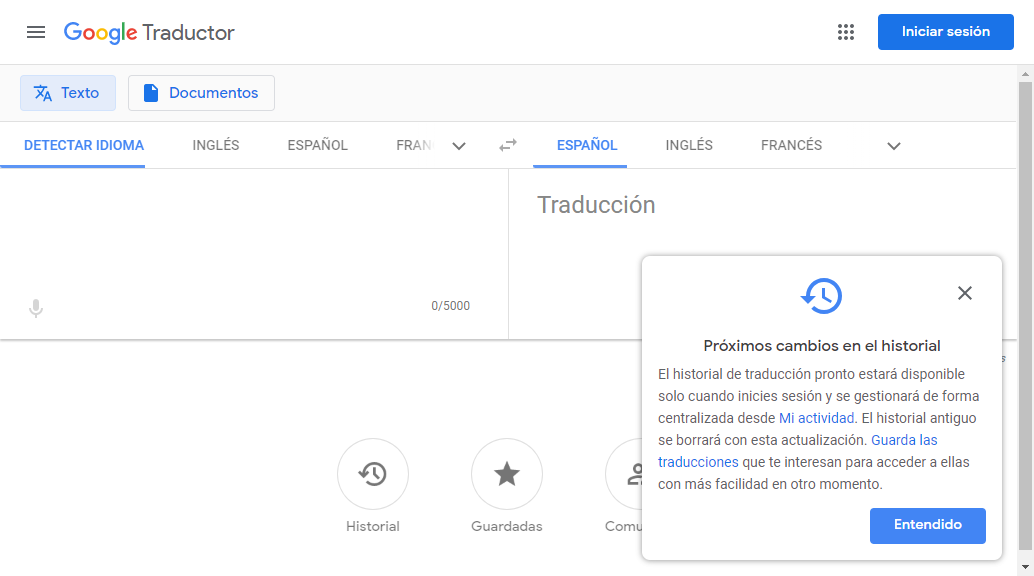 Google Traductor
Iniciar sesión
Texto
Documentos
DETECTAR IDIOMA
INGLÉS
ESPAÑOL
FRAN
ESPAÑOL
INGLÉS
FRANCÉS
Traducción
0/5000
Próximos cambios en el historial
El historial de traducción pronto estará disponible
solo cuando inicies sesión y se gestionará de forma
centralizada desde Mi actividad. El historial antiguo
se borrará con esta actualización. Guarda las
traducciones que te interesan para acceder a ellas
con más facilidad en otro momento.
Entendido
Historial
Guardadas
Comu